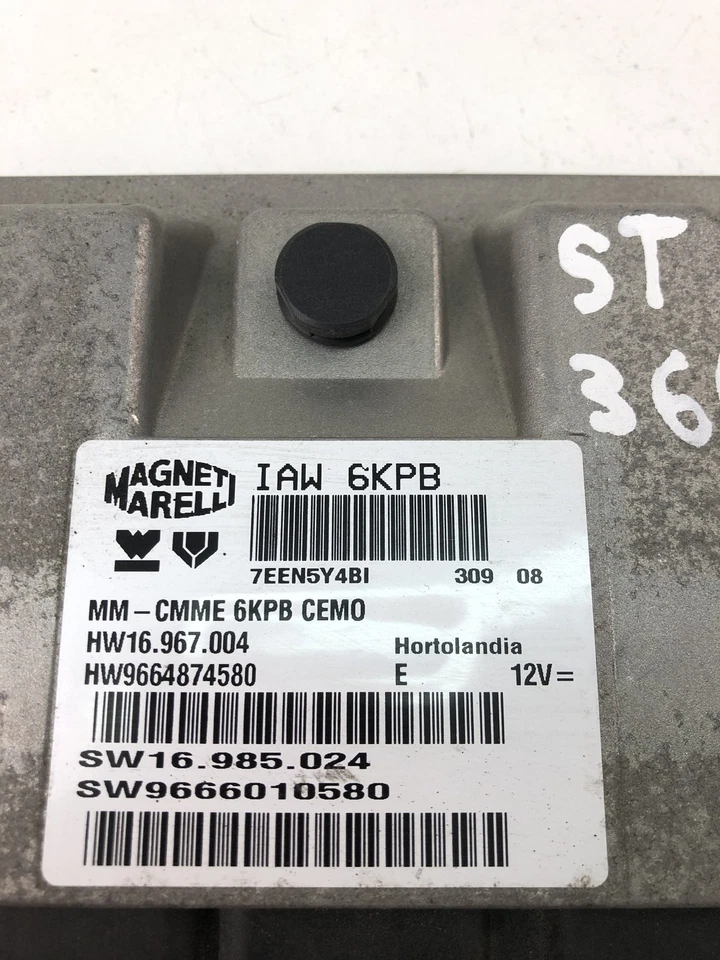 ST
36
MAGNETI
MARELLI
IAW 6KPB
7EEN5Y4BI 309 08
MM-CMME 6KPB CEMO
HW16.967.004
Hortolandia
HW9664874580
E 12V=
SW16.985.024
SW9666010580